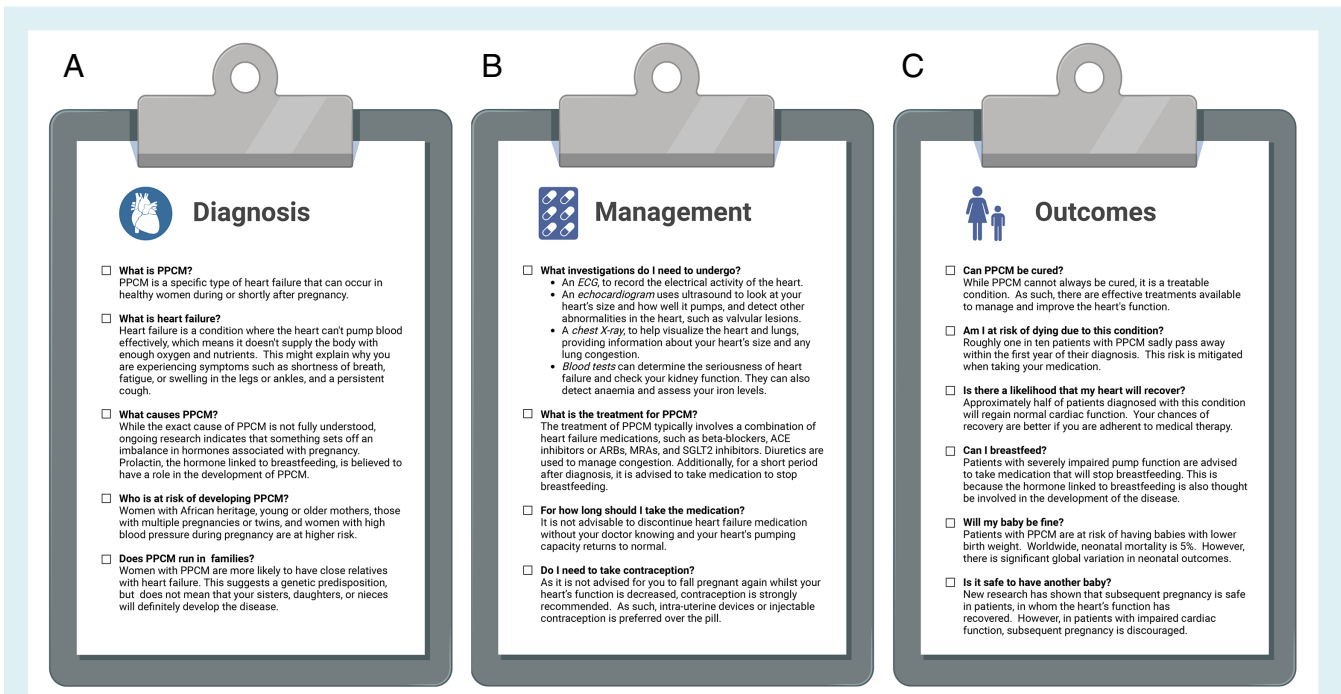 A
Diagnosis
What is PPCM?
PPCM is a specific type of heart failure that can occur in
healthy women during or shortly after pregnancy.
What is heart failure?
Heart failure is a condition where the heart can't pump blood
effectively, which means it doesn't supply the body with
enough oxygen and nutrients.  This might explain why you
are experiencing symptoms such as shortness of breath,
fatigue, or swelling in the legs or ankles, and a persistent
cough.
What causes PPCM?
While the exact cause of PPCM is not fully understood,
ongoing research indicates that something sets off an
imbalance in hormones associated with pregnancy.
Prolactin, the hormone linked to breastfeeding, is believed to
have a role in the development of PPCM.
Who is at risk of developing PPCM?
Women with African heritage, young or older mothers, those
with multiple pregnancies or twins, and women with high
blood pressure during pregnancy are at higher risk.
Does PPCM run in  families?
Women with PPCM are more likely to have close relatives
with heart failure. This suggests a genetic predisposition,
but  does not mean that your sisters, daughters, or nieces
will definitely develop the disease.
B
Management
What investigations do I need to undergo?
• An ECG, to record the electrical activity of the heart.
• An echocardiogram uses ultrasound to look at your
heart's size and how well it pumps, and detect other
abnormalities in the heart, such as valvular lesions.
• A chest X-ray, to help visualize the heart and lungs,
providing information about your heart's size and any
lung congestion.
• Blood tests can determine the seriousness of heart
failure and check your kidney function. They can also
detect anaemia and assess your iron levels.
What is the treatment for PPCM?
The treatment of PPCM typically involves a combination of
heart failure medications, such as beta-blockers, ACE
inhibitors or ARBs, MRAs, and SGLT2 inhibitors. Diuretics are
used to manage congestion. Additionally, for a short period
after diagnosis, it is advised to take medication to stop
breastfeeding.
For how long should I take the medication?
It is not advisable to discontinue heart failure medication
without your doctor knowing and your heart's pumping
capacity returns to normal.
Do I need to take contraception?
As it is not advised for you to fall pregnant again whilst your
heart's function is decreased, contraception is strongly
recommended.  As such, intra-uterine devices or injectable
contraception is preferred over the pill.
C
Outcomes
Can PPCM be cured?
While PPCM cannot always be cured, it is a treatable
condition.  As such, there are effective treatments available
to manage and improve the heart's function.
Am I at risk of dying due to this condition?
Roughly one in ten patients with PPCM sadly pass away
within the first year of their diagnosis.  This risk is mitigated
when taking your medication.
Is there a likelihood that my heart will recover?
Approximately half of patients diagnosed with this condition
will regain normal cardiac function.  Your chances of
recovery are better if you are adherent to medical therapy.
Can I breastfeed?
Patients with severely impaired pump function are advised
to take medication that will stop breastfeeding. This is
because the hormone linked to breastfeeding is also thought
be involved in the development of the disease.
Will my baby be fine?
Patients with PPCM are at risk of having babies with lower
birth weight.  Worldwide, neonatal mortality is 5%.  However,
there is significant global variation in neonatal outcomes.
Is it safe to have another baby?
New research has shown that subsequent pregnancy is safe
in patients, in whom the heart's function has
recovered.  However, in patients with impaired cardiac
function, subsequent pregnancy is discouraged.